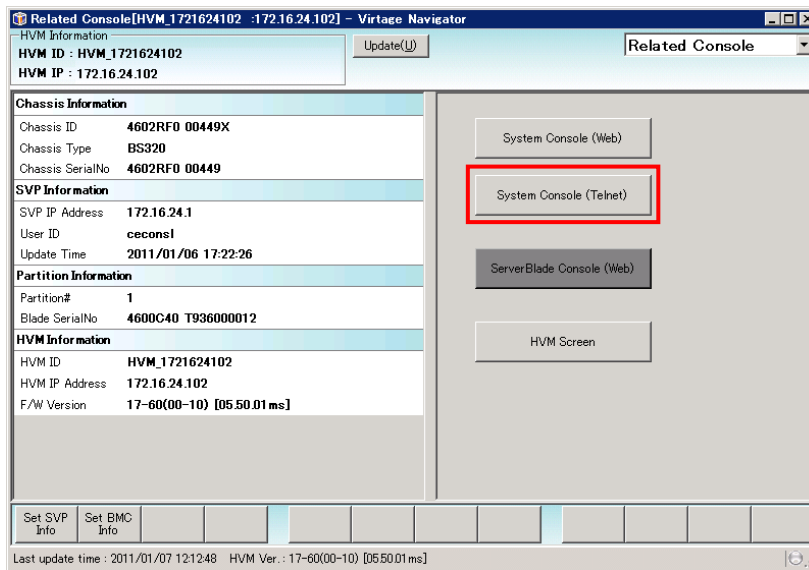 Related Console[HVM_1721624102 :172.16.24.102] - Virtage Navigator
HVM Information
HVM ID : HVM_1721624102
HVM IP : 172.16.24.102
Update(U)
Related Console
Chassis Information
Chassis ID 4602RF0 00449X
Chassis Type BS320
Chassis SerialNo 4602RF0 00449
SVP Information
SVP IP Address 172.16.24.1
User ID ceconsl
Update Time 2011/01/06 17:22:26
Partition Information
Partition# 1
Blade SerialNo 4600C40 T936000012
HVM Information
HVM ID HVM_1721624102
HVM IP Address 172.16.24.102
F/W Version 17-60(00-10) [05.50.01 ms]
System Console (Web)
System Console (Telnet)
ServerBlade Console (Web)
HVM Screen
Set SVP Info
Set BMC Info
Last update time : 2011/01/07 12:12:48 HVM Ver. : 17-60(00-10) [05.50.01 ms]